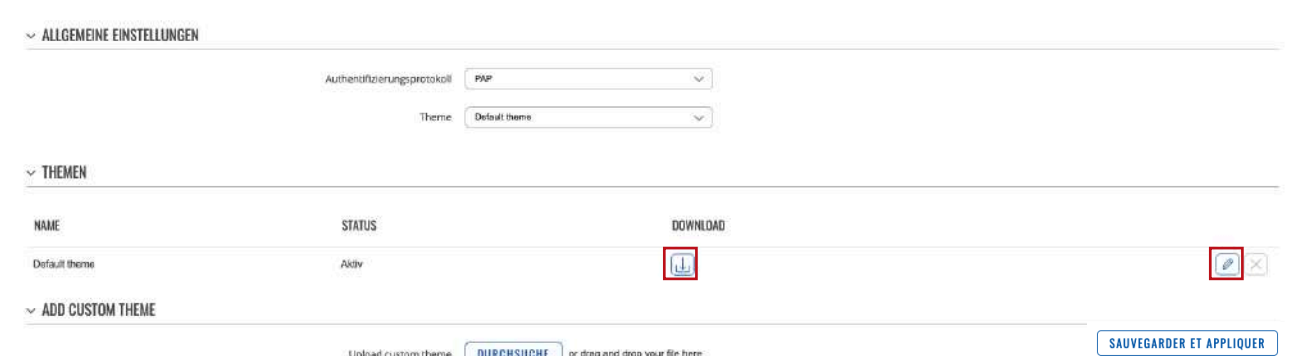 ALLGEMEINE EINSTELLUNGEN
Authentifizierungsprotokoll PAP
Theme Default theme
THEMEN
NAME STATUS DOWNLOAD
Default theme Aktiv
ADD CUSTOM THEME
Upload custom theme DURCHSUCHE or drag and drop your file here
SAUVEGARDER ET APPLIQUER